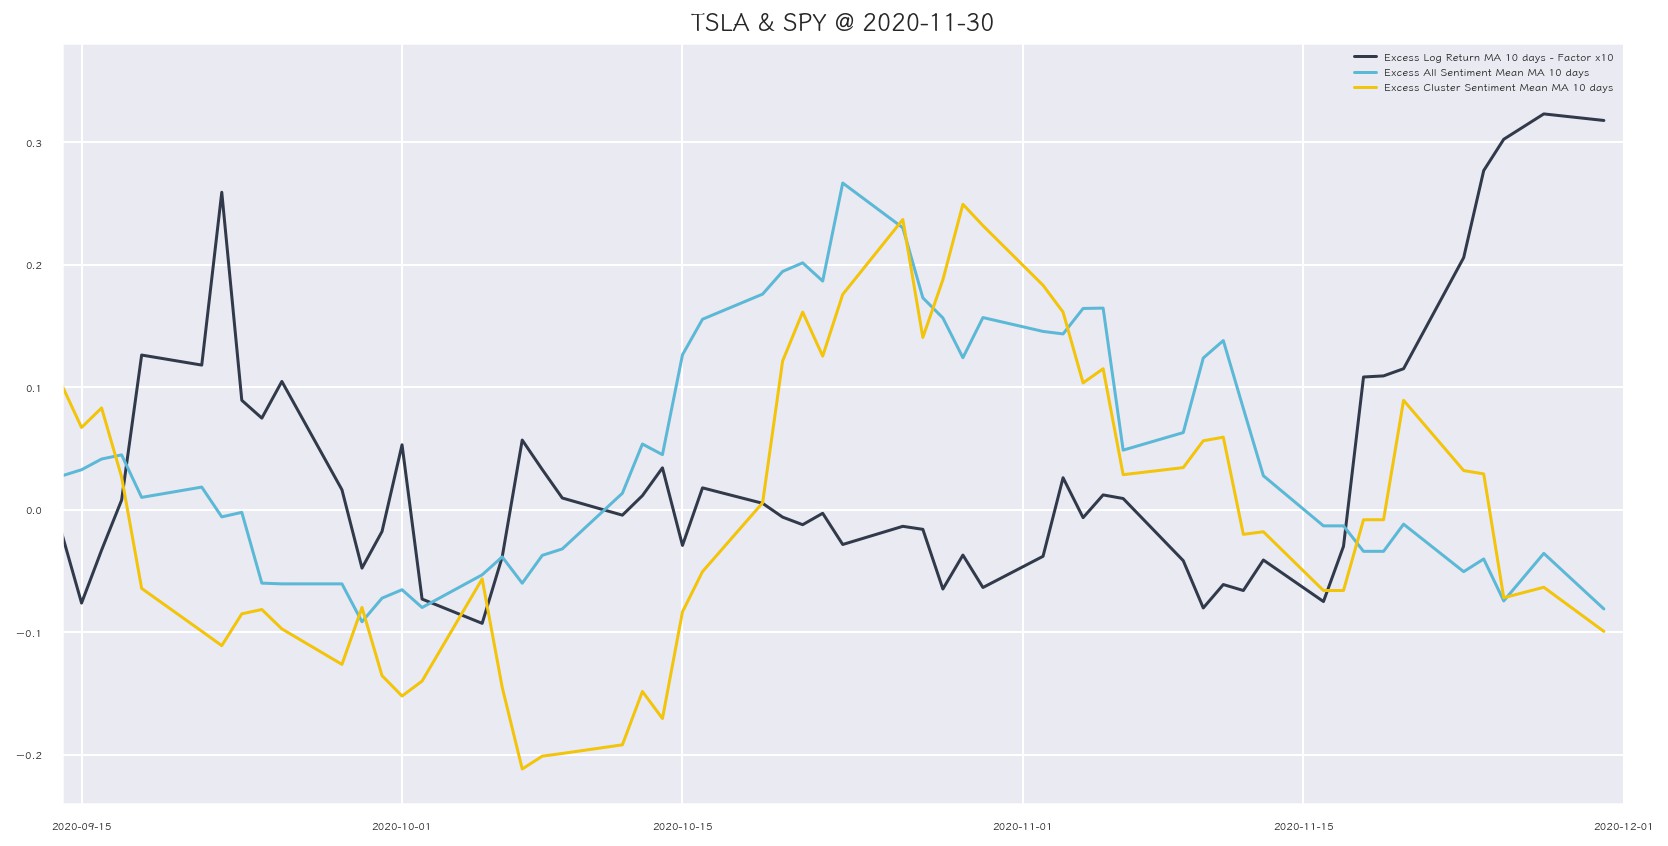 TSLA & SPY @ 2020-11-30
Excess Log Return MA 10 days - Factor x10
Excess All Sentiment Mean MA 10 days
Excess Cluster Sentiment Mean MA 10 days
0.3
0.2
0.1
0.0
−0.1
−0.2
2020-09-15 2020-10-01 2020-10-15 2020-11-01 2020-11-15 2020-12-01